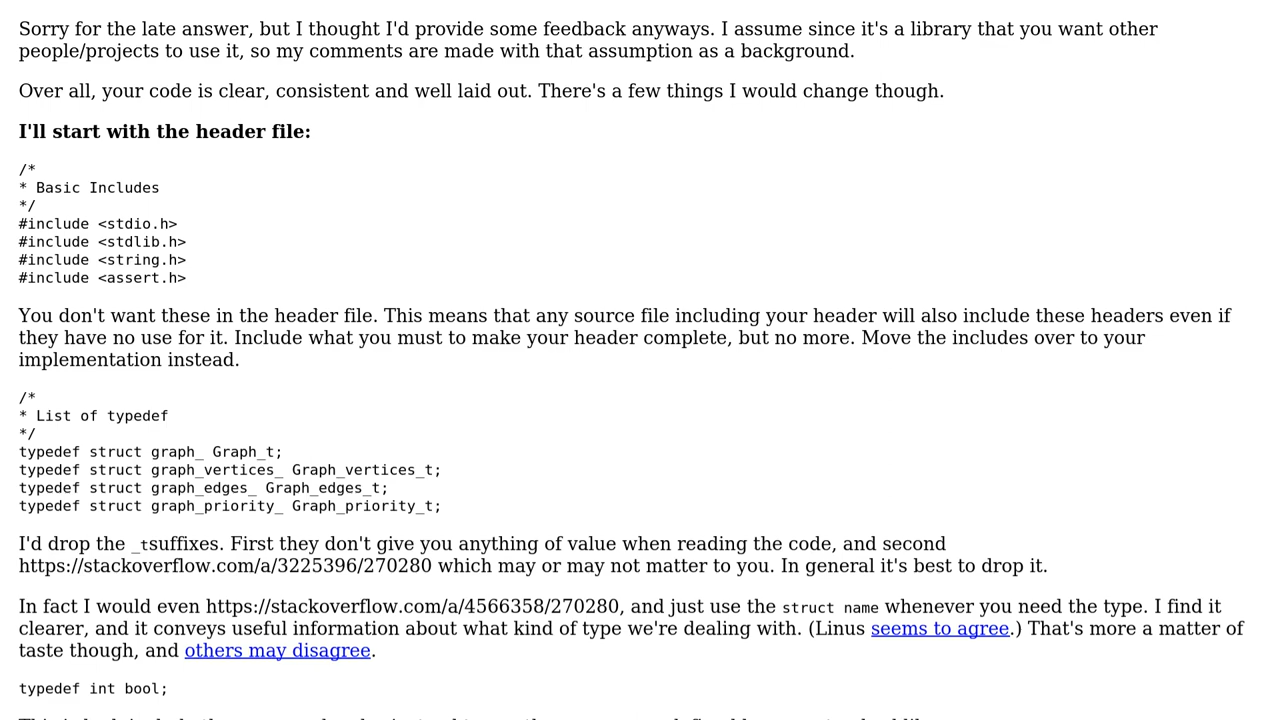 Sorry for the late answer, but I thought I'd provide some feedback anyways. I assume since it's a library that you want other
people/projects to use it, so my comments are made with that assumption as a background.
Over all, your code is clear, consistent and well laid out. There's a few things I would change though.
I'll start with the header file:
/*
* Basic Includes
*/
#include <stdio.h>
#include <stdlib.h>
#include <string.h>
#include <assert.h>
You don't want these in the header file. This means that any source file including your header will also include these headers even if
they have no use for it. Include what you must to make your header complete, but no more. Move the includes over to your
implementation instead.
/*
* List of typedef
*/
typedef struct graph_ Graph_t;
typedef struct graph_vertices_ Graph_vertices_t;
typedef struct graph_edges_ Graph_edges_t;
typedef struct graph_priority_ Graph_priority_t;
I'd drop the _tsuffixes. First they don't give you anything of value when reading the code, and second
https://stackoverflow.com/a/3225396/270280 which may or may not matter to you. In general it's best to drop it.
In fact I would even https://stackoverflow.com/a/4566358/270280, and just use the struct name whenever you need the type. I find it
clearer, and it conveys useful information about what kind of type we're dealing with. (Linus seems to agree.) That's more a matter of
taste though, and others may disagree.
typedef int bool;